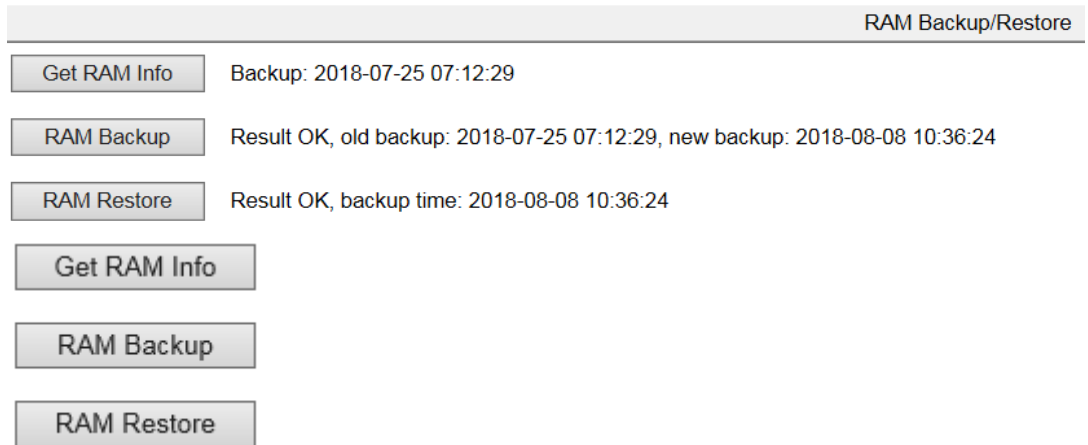 RAM Backup/Restore
Get RAM Info Backup: 2018-07-25 07:12:29
RAM Backup Result OK, old backup: 2018-07-25 07:12:29, new backup: 2018-08-08 10:36:24
RAM Restore Result OK, backup time: 2018-08-08 10:36:24
Get RAM Info
RAM Backup
RAM Restore